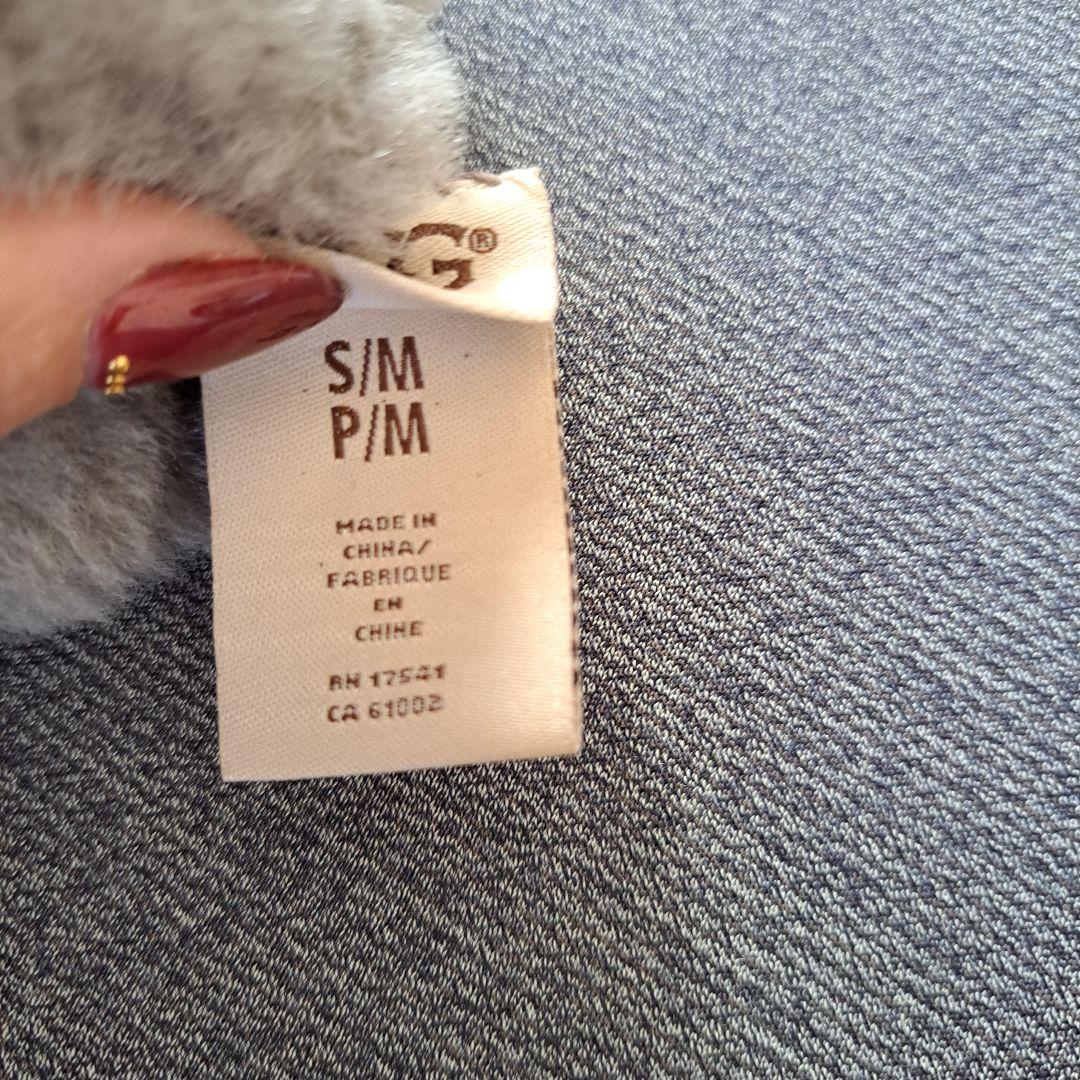 G®
S/M
P/M
MADE IN
CHINA/
FABRIQUE
EN
CHINE
RN 17541
CA 61002